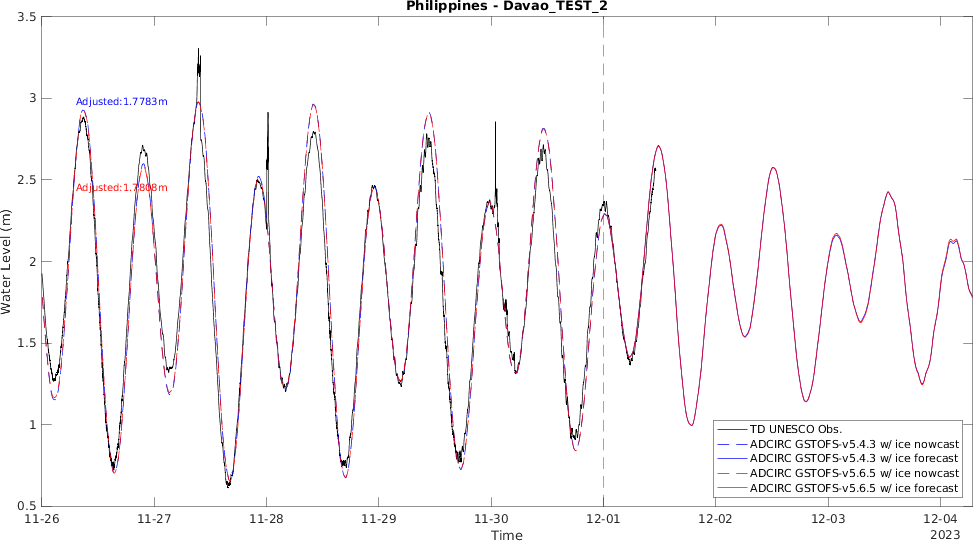 Philippines - Davao_TEST_2
3.5
3
2.5
2
1.5
1
0.5
Water Level (m)
Adjusted:1.7783m
Adjusted:1.7808m
TD UNESCO Obs.
ADCIRC GSTOFS-v5.4.3 w/ ice nowcast
ADCIRC GSTOFS-v5.4.3 w/ ice forecast
ADCIRC GSTOFS-v5.6.5 w/ ice nowcast
ADCIRC GSTOFS-v5.6.5 w/ ice forecast
11-26 11-27 11-28 11-29 11-30 12-01 12-02 12-03 12-04
Time
2023